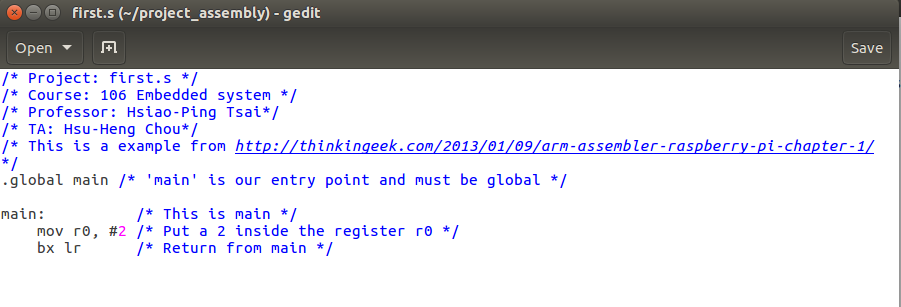 first.s (~/project_assembly) - gedit
Open
Save
/* Project: first.s */
/* Course: 106 Embedded system */
/* Professor: Hsiao-Ping Tsai*/
/* TA: Hsu-Heng Chou*/
/* This is a example from http://thinkingeek.com/2013/01/09/arm-assembler-raspberry-pi-chapter-1/
*/
.global main /* 'main' is our entry point and must be global */

main:          /* This is main */
    mov r0, #2 /* Put a 2 inside the register r0 */
    bx lr      /* Return from main */